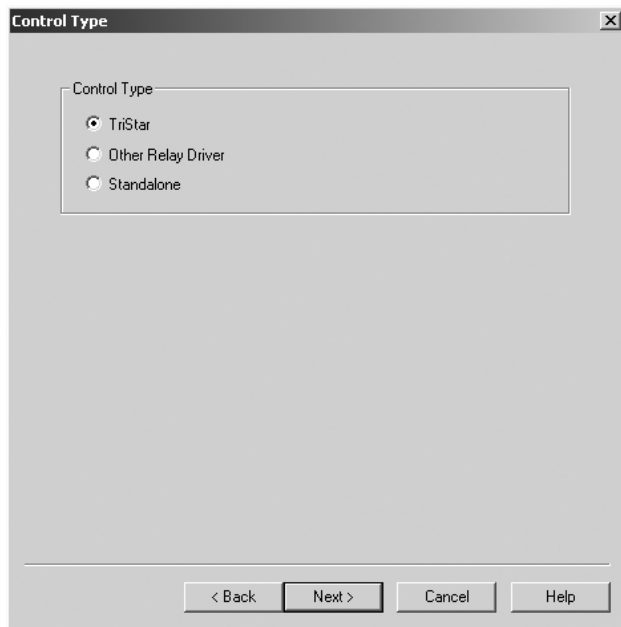 Control Type
Control Type
TriStar
Other Relay Driver
Standalone
< Back Next > Cancel Help